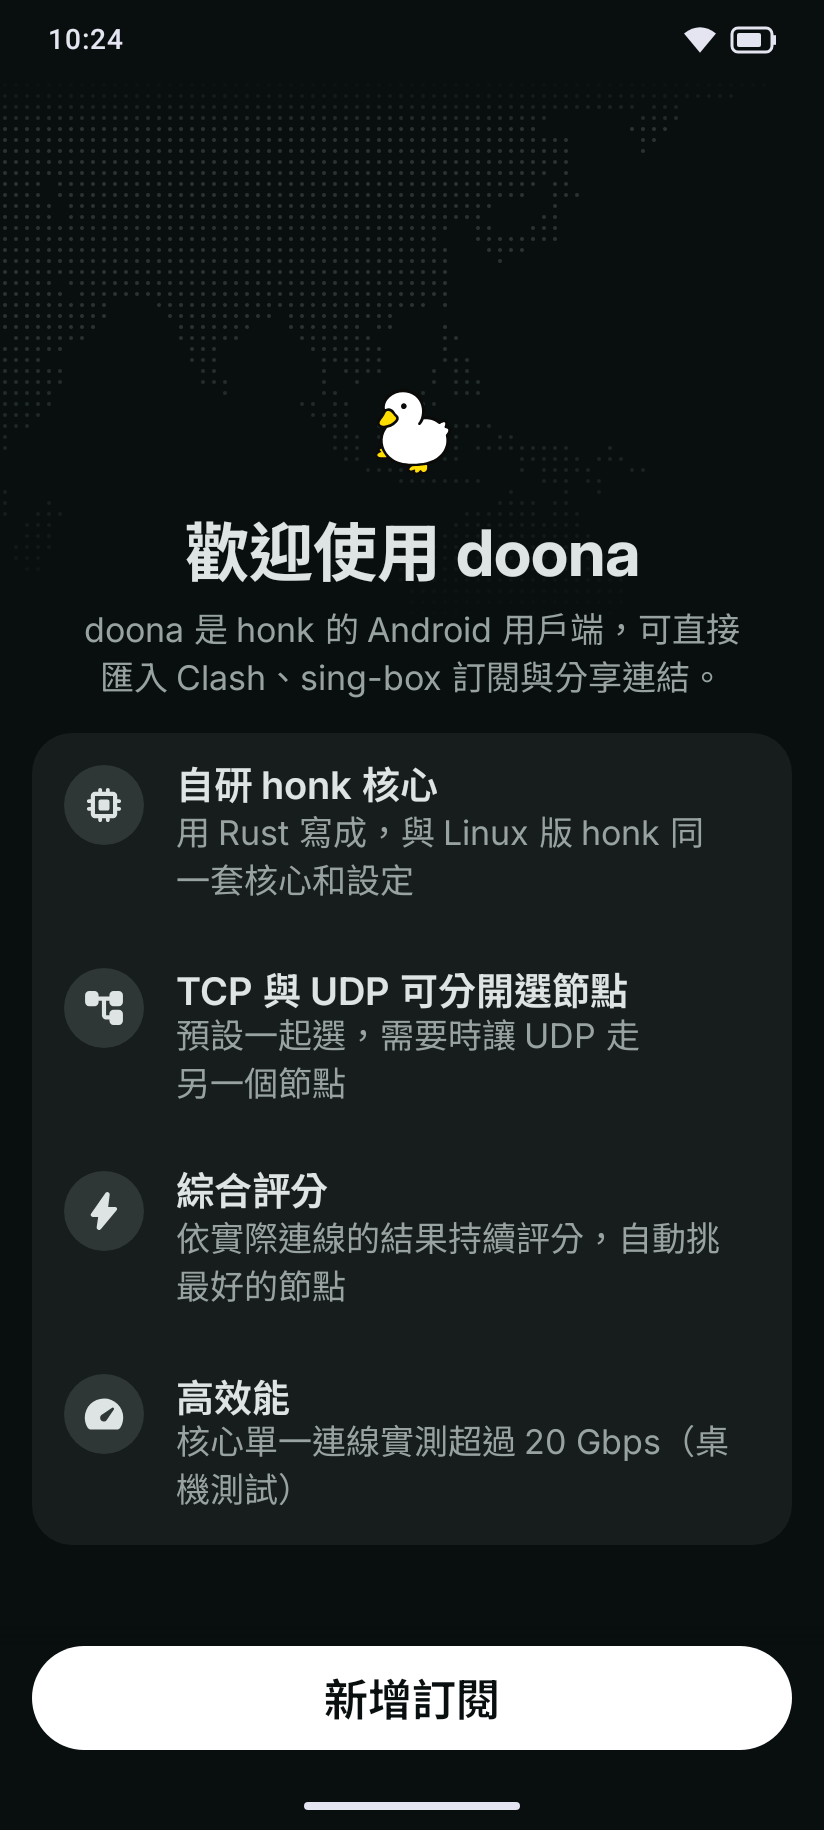 10:24
歡迎使用 doona
doona 是 honk 的 Android 用戶端，可直接
匯入 Clash、sing-box 訂閱與分享連結。
自研 honk 核心
用 Rust 寫成，與 Linux 版 honk 同
一套核心和設定
TCP 與 UDP 可分開選節點
預設一起選，需要時讓 UDP 走
另一個節點
綜合評分
依實際連線的結果持續評分，自動挑
最好的節點
高效能
核心單一連線實測超過 20 Gbps（桌
機測試）
新增訂閱